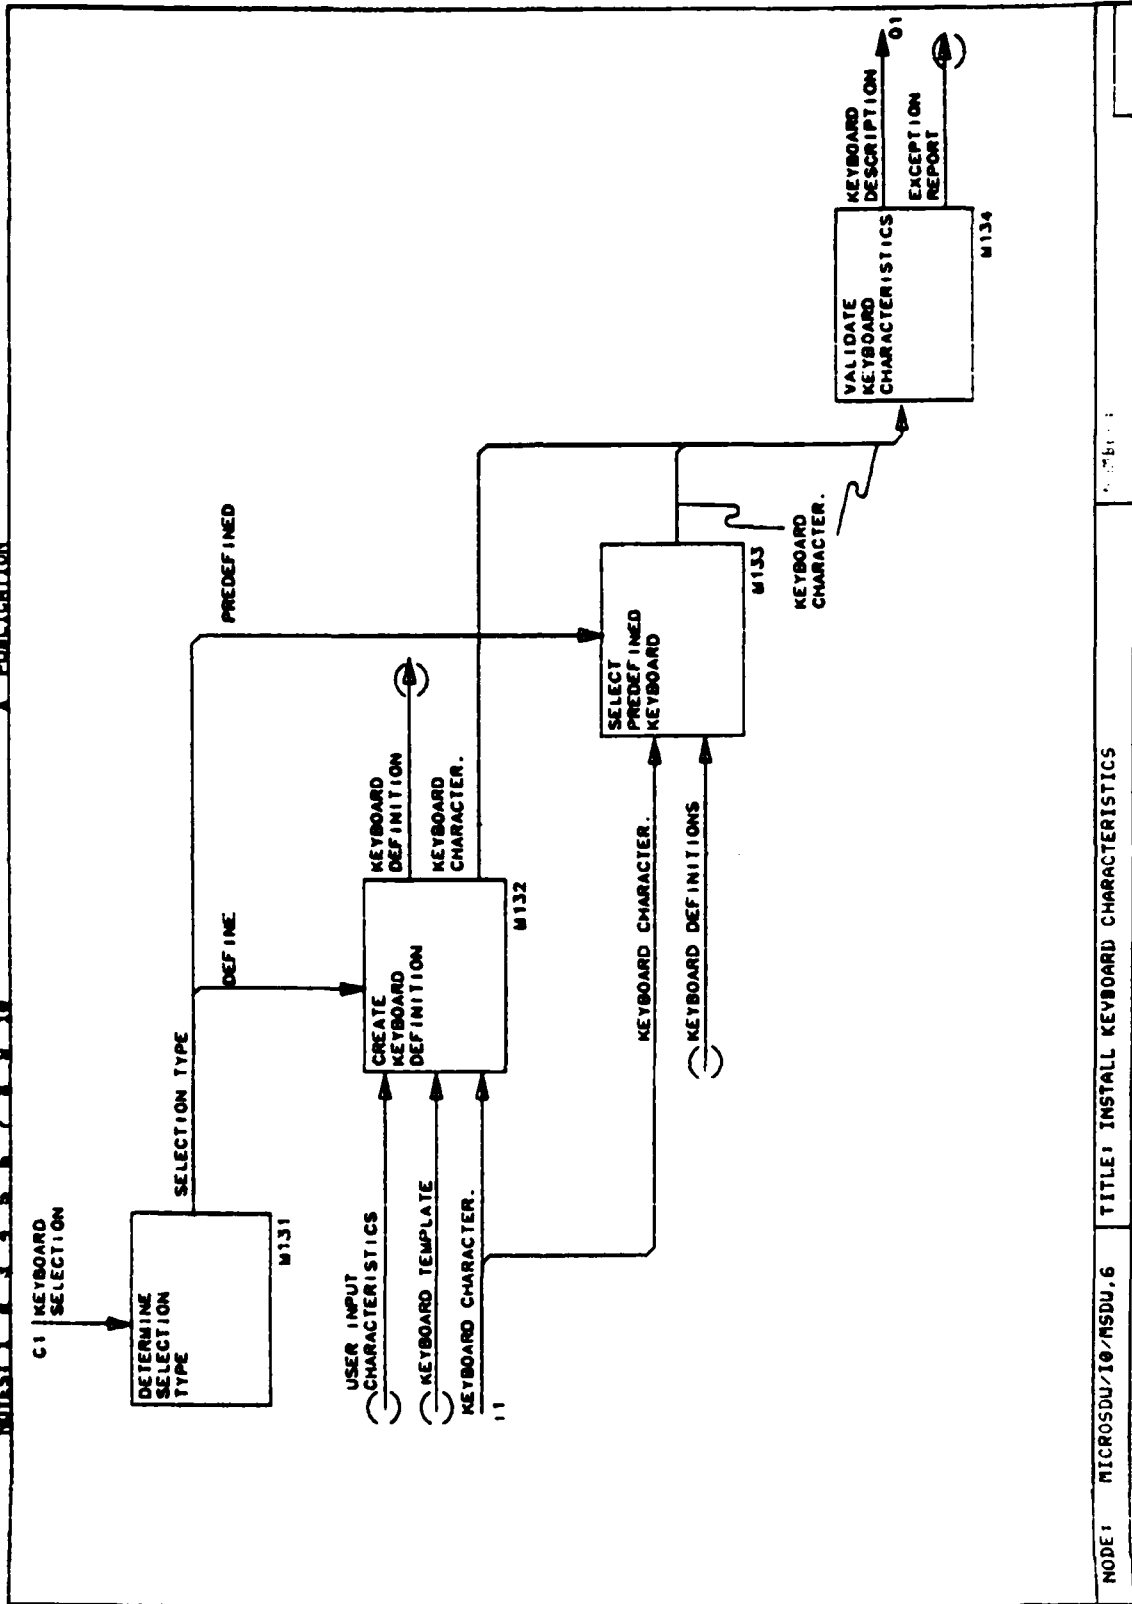 C1
KEYBOARD
SELECTION
DETERMINE
SELECTION
TYPE
M131
SELECTION TYPE
DEFINE
PREDEFINED
USER INPUT
CHARACTERISTICS
KEYBOARD TEMPLATE
KEYBOARD CHARACTER.
I1
CREATE
KEYBOARD
DEFINITION
M132
KEYBOARD
DEFINITION
KEYBOARD
CHARACTER.
KEYBOARD CHARACTER.
KEYBOARD DEFINITIONS
SELECT
PREDEFINED
KEYBOARD
M133
KEYBOARD
CHARACTER.
VALIDATE
KEYBOARD
CHARACTERISTICS
M134
KEYBOARD
DESCRIPTION
O1
EXCEPTION
REPORT
NODE: MICROSDW/I0/MSDW.6
TITLE: INSTALL KEYBOARD CHARACTERISTICS